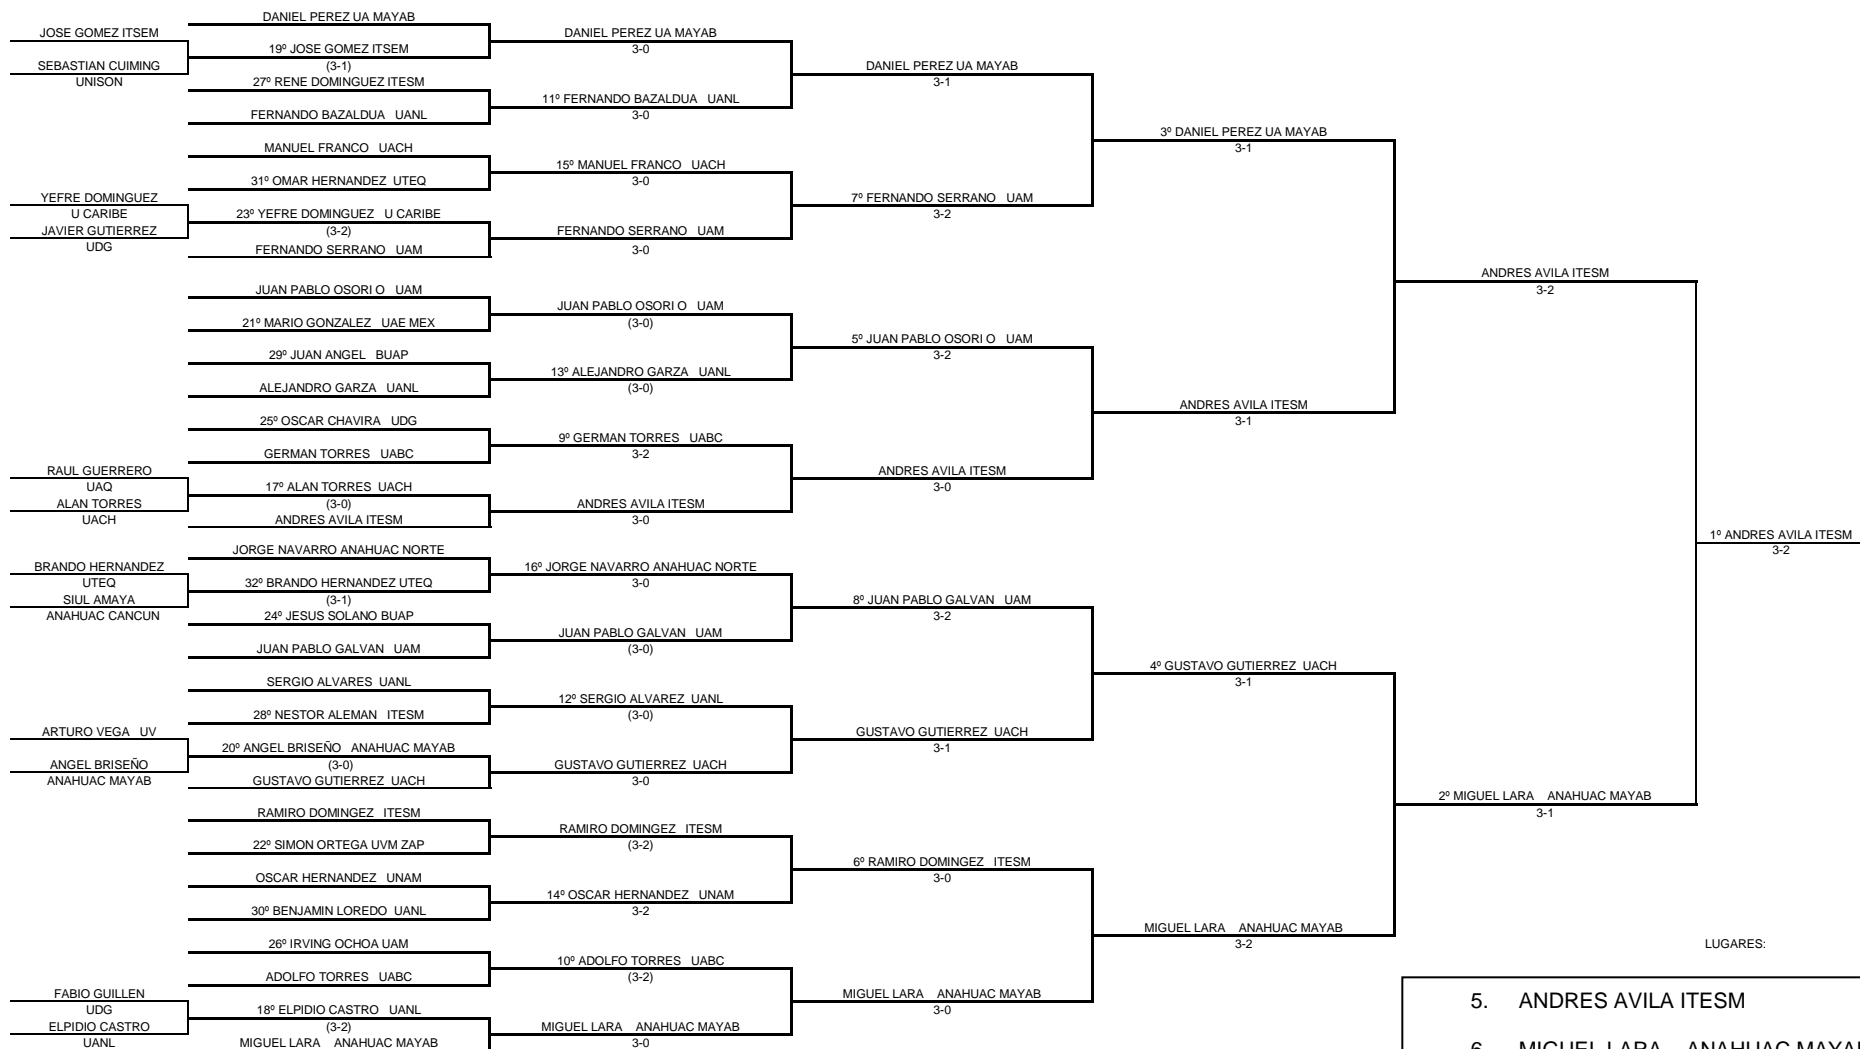 JOSE GOMEZ ITSEM
SEBASTIAN CUIMING
UNISON
YEFRE DOMINGUEZ
U CARIBE
JAVIER GUTIERREZ
UDG
RAUL GUERRERO
UAQ
ALAN TORRES
UACH
BRANDO HERNANDEZ
UTEQ
SIUL AMAYA
ANAHUAC CANCUN
ARTURO VEGA UV
ANGEL BRISEÑO
ANAHUAC MAYAB
FABIO GUILLEN
UDG
ELPIDIO CASTRO
UANL
DANIEL PEREZ UA MAYAB
19º JOSE GOMEZ ITSEM
(3-1)
27º RENE DOMINGUEZ ITESM
FERNANDO BAZALDUA UANL
MANUEL FRANCO UACH
31º OMAR HERNANDEZ UTEQ
23º YEFRE DOMINGUEZ U CARIBE
(3-2)
FERNANDO SERRANO UAM
JUAN PABLO OSORI O UAM
21º MARIO GONZALEZ UAE MEX
29º JUAN ANGEL BUAP
ALEJANDRO GARZA UANL
25º OSCAR CHAVIRA UDG
GERMAN TORRES UABC
17º ALAN TORRES UACH
(3-0)
ANDRES AVILA ITESM
JORGE NAVARRO ANAHUAC NORTE
32º BRANDO HERNANDEZ UTEQ
(3-1)
24º JESUS SOLANO BUAP
JUAN PABLO GALVAN UAM
SERGIO ALVARES UANL
28º NESTOR ALEMAN ITESM
20º ANGEL BRISEÑO ANAHUAC MAYAB
(3-0)
GUSTAVO GUTIERREZ UACH
RAMIRO DOMINGEZ ITESM
22º SIMON ORTEGA UVM ZAP
OSCAR HERNANDEZ UNAM
30º BENJAMIN LOREDO UANL
26º IRVING OCHOA UAM
ADOLFO TORRES UABC
18º ELPIDIO CASTRO UANL
(3-2)
MIGUEL LARA ANAHUAC MAYAB
DANIEL PEREZ UA MAYAB
3-0
11º FERNANDO BAZALDUA UANL
3-0
15º MANUEL FRANCO UACH
3-0
FERNANDO SERRANO UAM
3-0
JUAN PABLO OSORI O UAM
(3-0)
13º ALEJANDRO GARZA UANL
(3-0)
9º GERMAN TORRES UABC
3-2
ANDRES AVILA ITESM
3-0
16º JORGE NAVARRO ANAHUAC NORTE
3-0
JUAN PABLO GALVAN UAM
(3-0)
12º SERGIO ALVAREZ UANL
(3-0)
GUSTAVO GUTIERREZ UACH
3-0
RAMIRO DOMINGEZ ITESM
(3-2)
14º OSCAR HERNANDEZ UNAM
3-2
10º ADOLFO TORRES UABC
(3-2)
MIGUEL LARA ANAHUAC MAYAB
3-0
DANIEL PEREZ UA MAYAB
3-1
7º FERNANDO SERRANO UAM
3-2
5º JUAN PABLO OSORI O UAM
3-2
ANDRES AVILA ITESM
3-0
8º JUAN PABLO GALVAN UAM
3-2
GUSTAVO GUTIERREZ UACH
3-1
6º RAMIRO DOMINGEZ ITESM
3-0
MIGUEL LARA ANAHUAC MAYAB
3-0
3º DANIEL PEREZ UA MAYAB
3-1
ANDRES AVILA ITESM
3-1
4º GUSTAVO GUTIERREZ UACH
3-1
MIGUEL LARA ANAHUAC MAYAB
3-2
ANDRES AVILA ITESM
3-2
2º MIGUEL LARA ANAHUAC MAYAB
3-1
1º ANDRES AVILA ITESM
3-2
LUGARES:
5. ANDRES AVILA ITESM
6. MIGUEL LARA ANAHUAC MAYAB